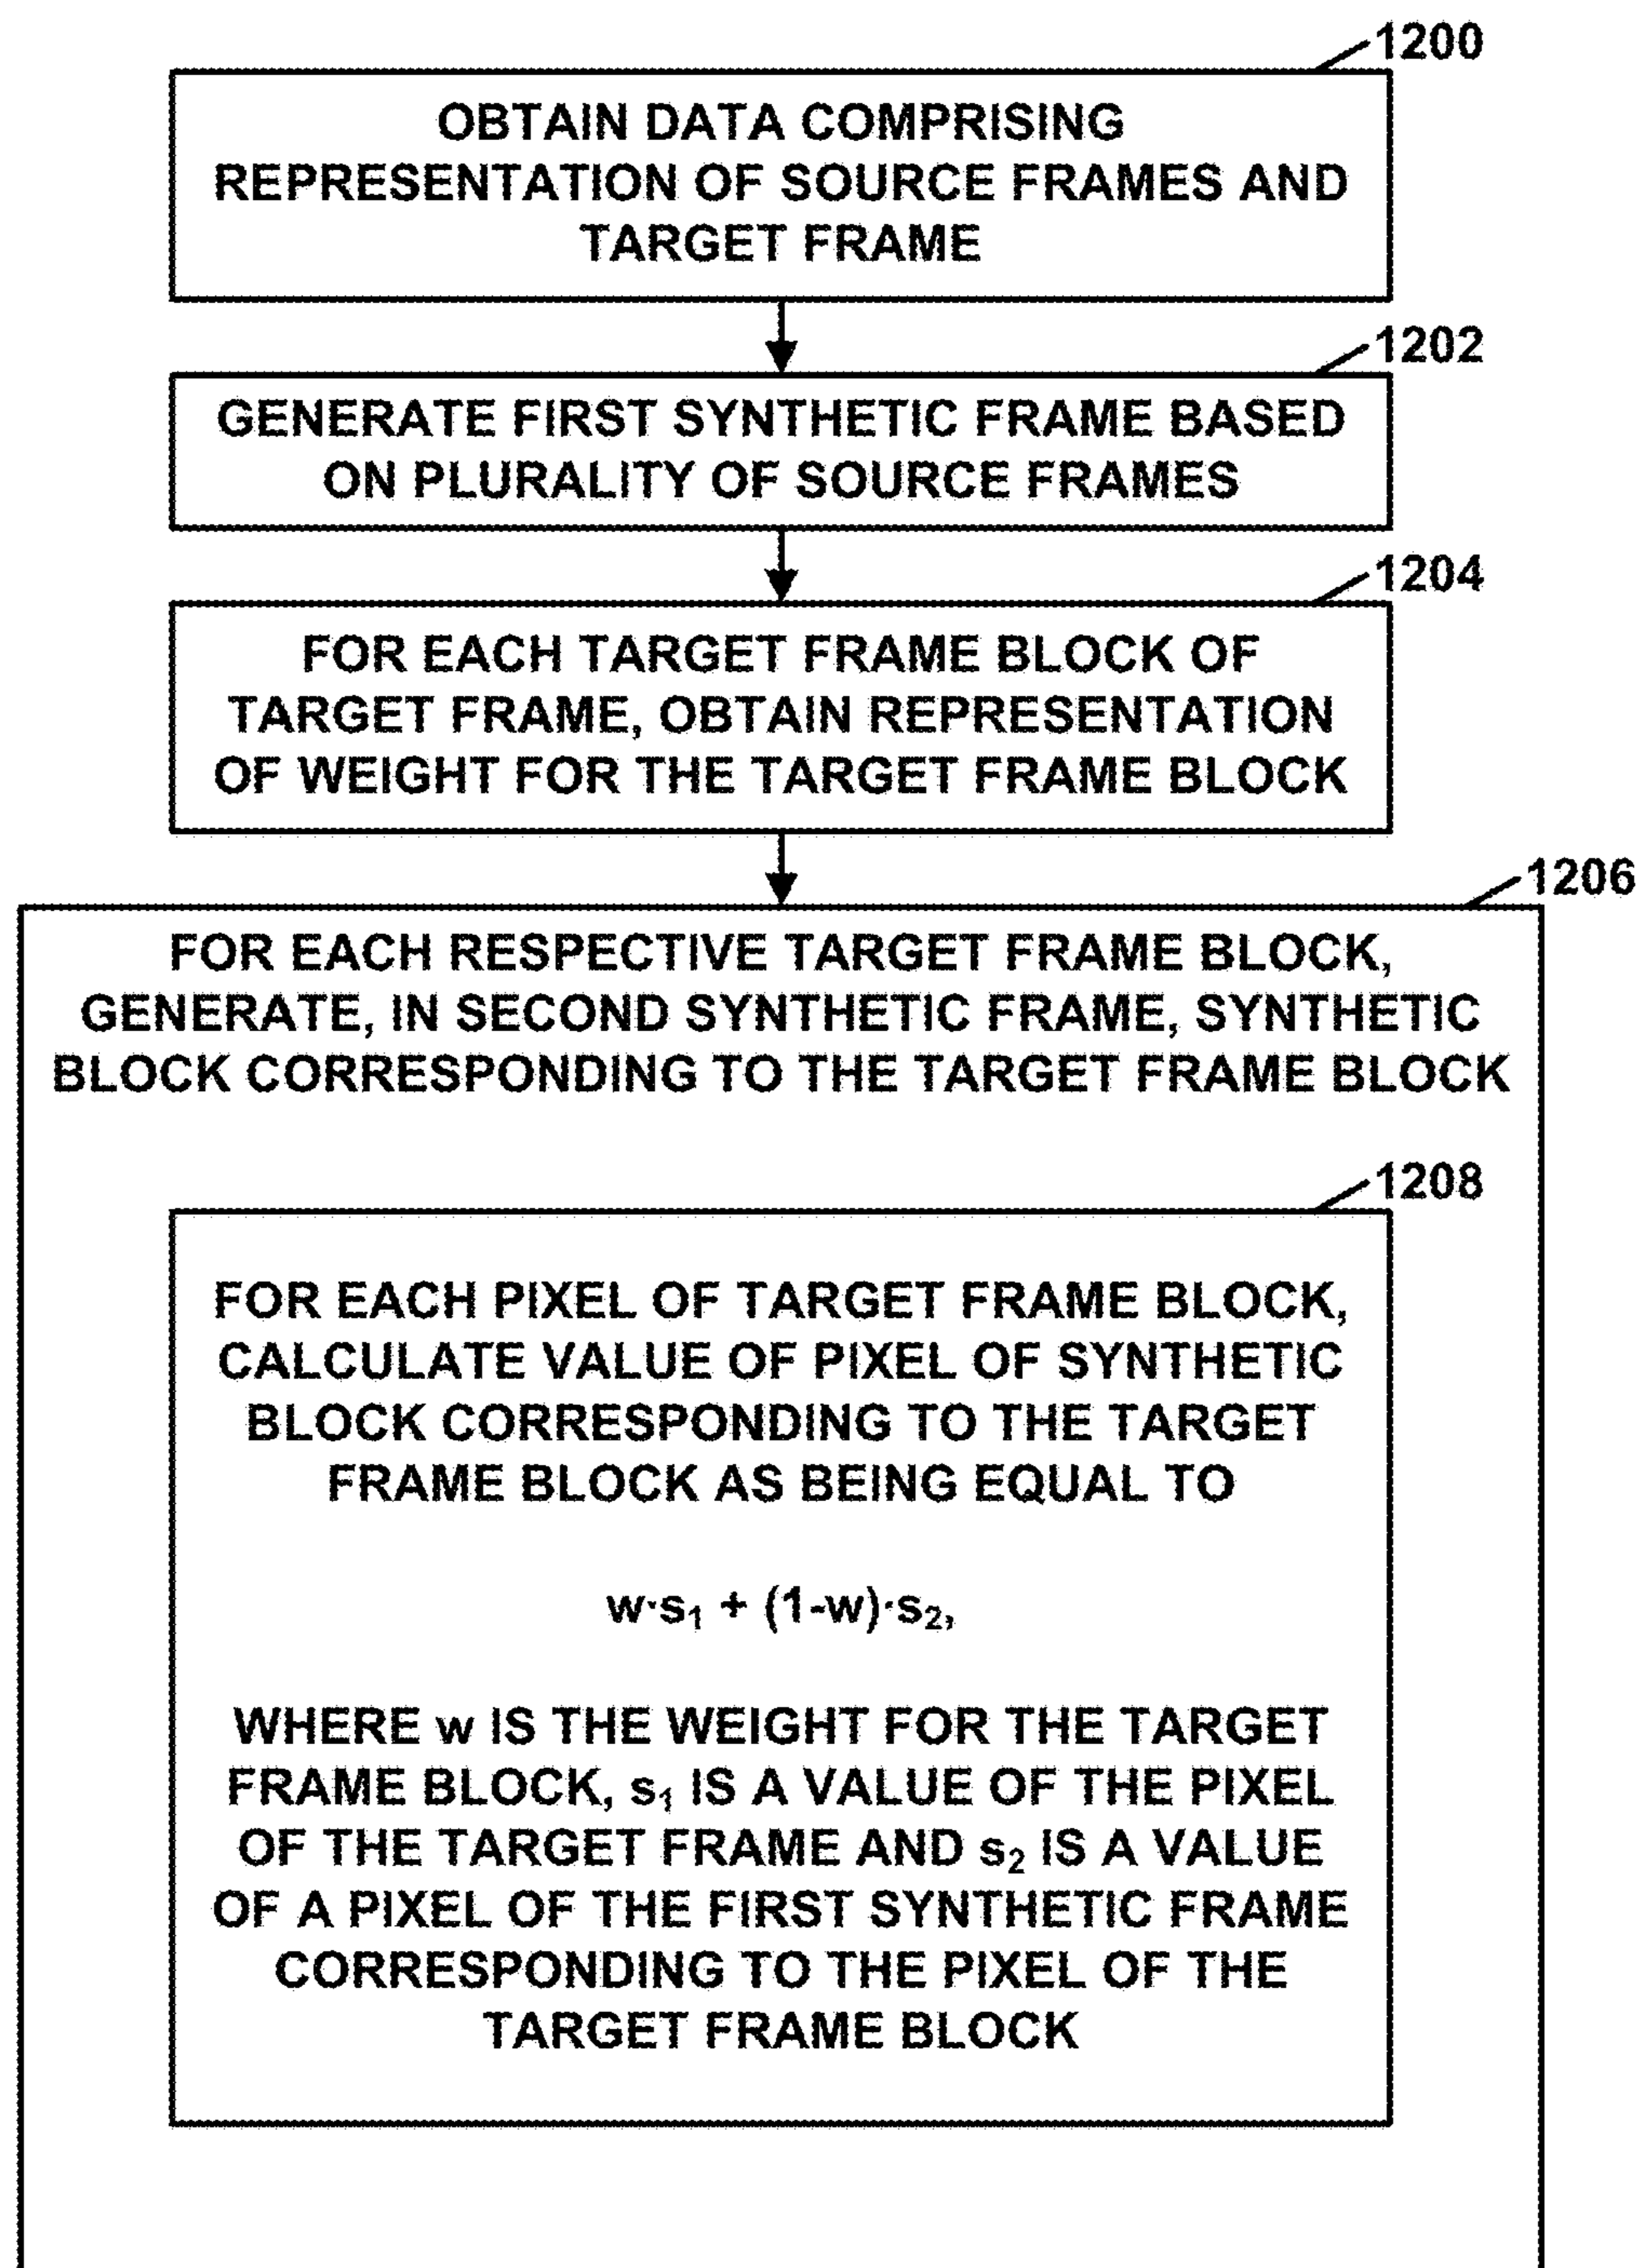 1200
OBTAIN DATA COMPRISING
REPRESENTATION OF SOURCE FRAMES AND
TARGET FRAME
1202
GENERATE FIRST SYNTHETIC FRAME BASED
ON PLURALITY OF SOURCE FRAMES
1204
FOR EACH TARGET FRAME BLOCK OF
TARGET FRAME, OBTAIN REPRESENTATION
OF WEIGHT FOR THE TARGET FRAME BLOCK
1206
FOR EACH RESPECTIVE TARGET FRAME BLOCK,
GENERATE, IN SECOND SYNTHETIC FRAME, SYNTHETIC
BLOCK CORRESPONDING TO THE TARGET FRAME BLOCK
1208
FOR EACH PIXEL OF TARGET FRAME BLOCK,
CALCULATE VALUE OF PIXEL OF SYNTHETIC
BLOCK CORRESPONDING TO THE TARGET
FRAME BLOCK AS BEING EQUAL TO
w·s₁ + (1-w)·s₂,
WHERE w IS THE WEIGHT FOR THE TARGET
FRAME BLOCK, s₁ IS A VALUE OF THE PIXEL
OF THE TARGET FRAME AND s₂ IS A VALUE
OF A PIXEL OF THE FIRST SYNTHETIC FRAME
CORRESPONDING TO THE PIXEL OF THE
TARGET FRAME BLOCK